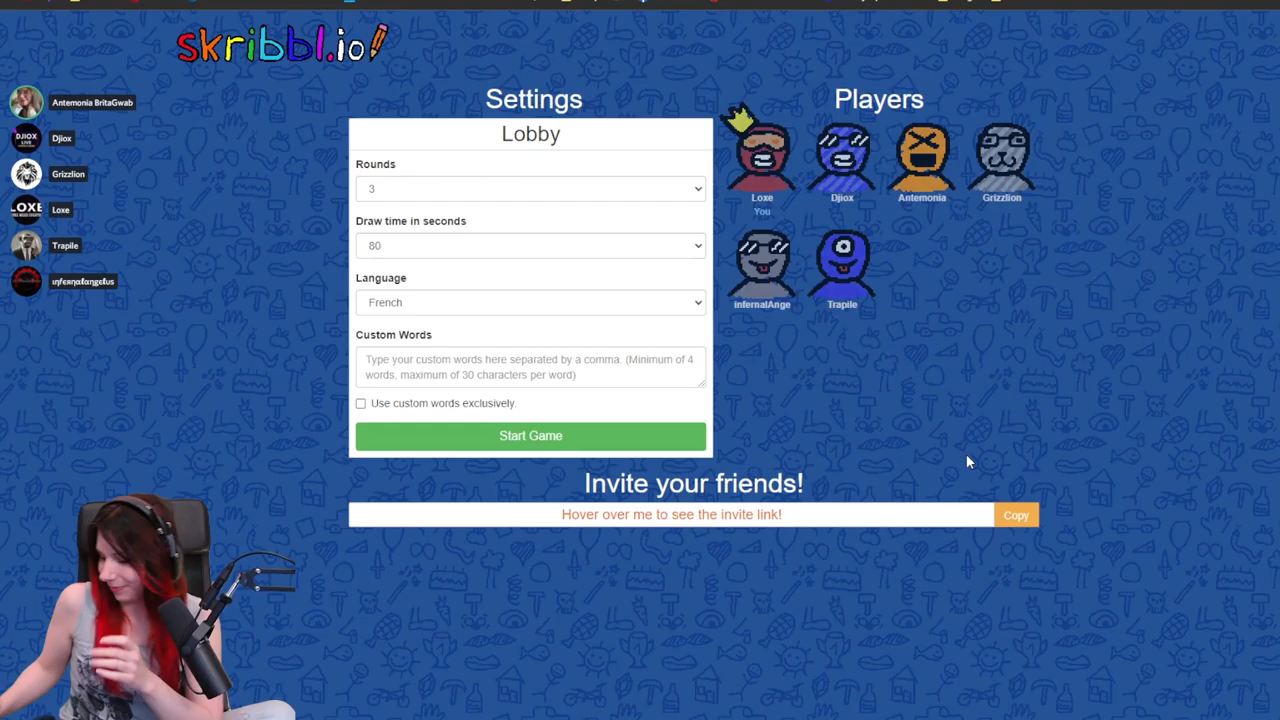 skribbl.io
Antemonia BritaGwab
DJIOX
LIVE
Djiox
Grizzlion
LOXE
Loxe
Trapile
ιηfεяηαlαηgεlυs
Settings
Lobby
Rounds
3
Draw time in seconds
80
Language
French
Custom Words
Type your custom words here separated by a comma. (Minimum of 4
words, maximum of 30 characters per word)
Use custom words exclusively.
Start Game
Players
Loxe
You
Djiox
Antemonia
Grizzlion
infernalAnge
Trapile
Invite your friends!
Hover over me to see the invite link!
Copy